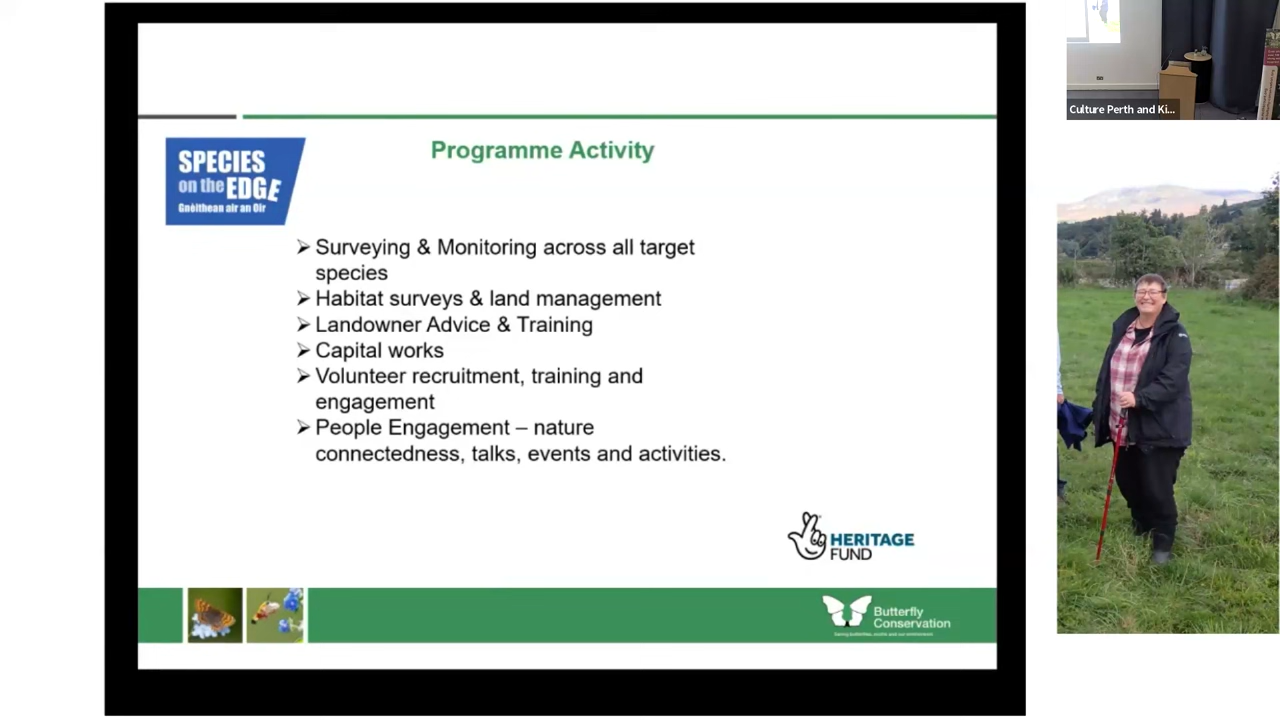 Culture Perth and Ki...
Programme Activity
SPECIES
on the EDGE
Gnèithean air an Oir
➢ Surveying & Monitoring across all target
species
➢ Habitat surveys & land management
➢ Landowner Advice & Training
➢ Capital works
➢ Volunteer recruitment, training and
engagement
➢ People Engagement – nature
connectedness, talks, events and activities.
HERITAGE
FUND
Butterfly
Conservation